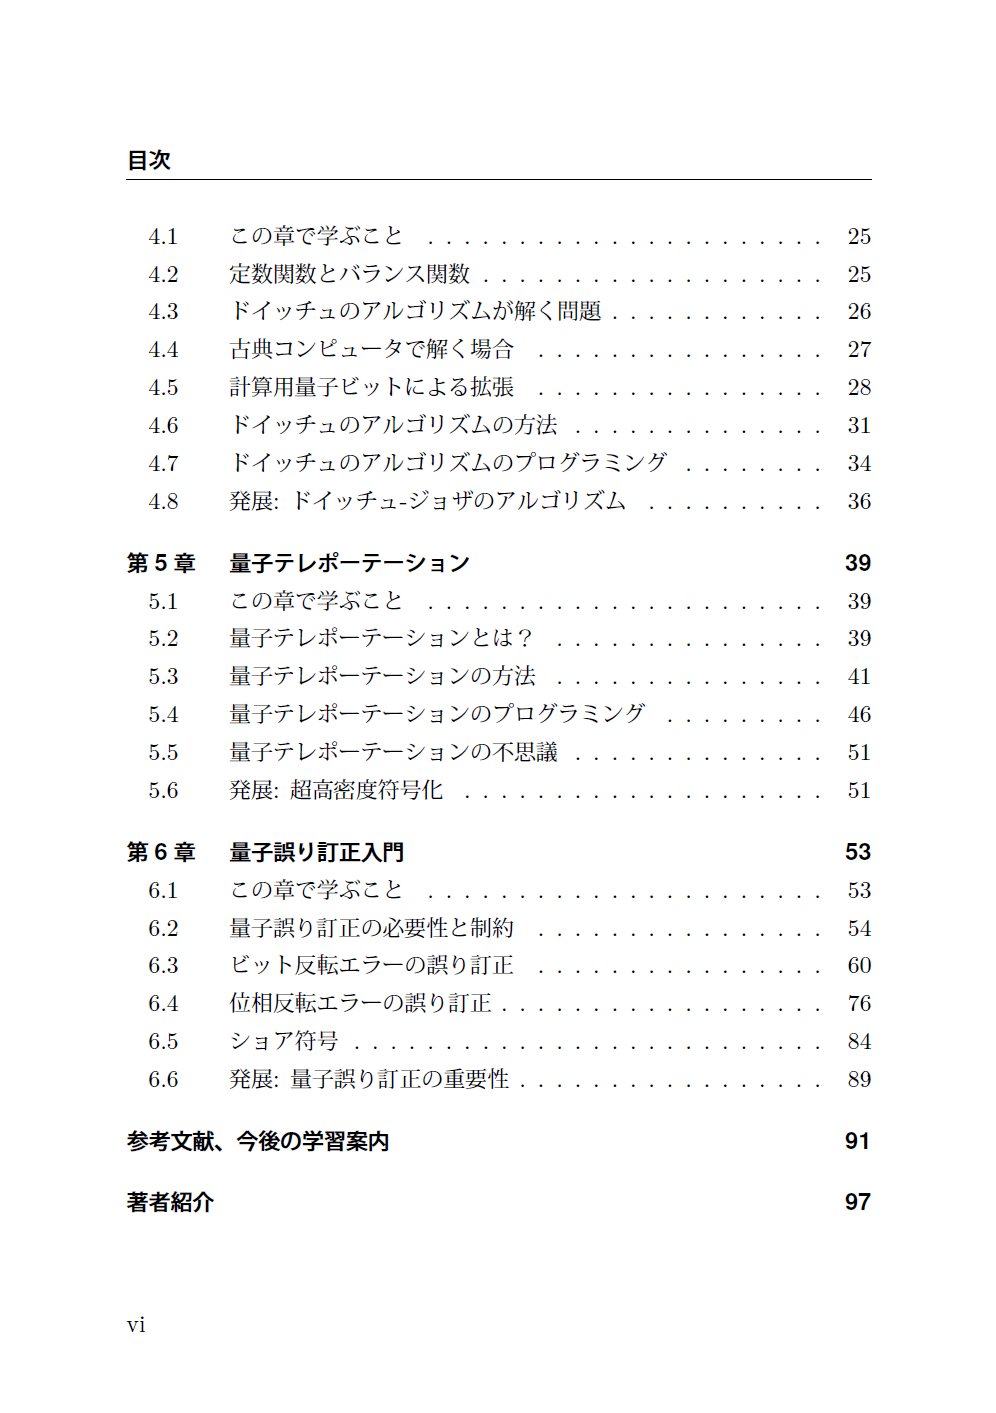 目次
4.1 この章で学ぶこと . . . . . . . . . . . . . . . . . . . . . . 25
4.2 定数関数とバランス関数 . . . . . . . . . . . . . . . . . . . 25
4.3 ドイッチュのアルゴリズムが解く問題 . . . . . . . . . . . . 26
4.4 古典コンピュータで解く場合 . . . . . . . . . . . . . . . . 27
4.5 計算用量子ビットによる拡張 . . . . . . . . . . . . . . . . 28
4.6 ドイッチュのアルゴリズムの方法 . . . . . . . . . . . . . . 31
4.7 ドイッチュのアルゴリズムのプログラミング . . . . . . . . 34
4.8 発展: ドイッチュ-ジョザのアルゴリズム . . . . . . . . . . 36
第 5 章 量子テレポーテーション 39
5.1 この章で学ぶこと . . . . . . . . . . . . . . . . . . . . . . 39
5.2 量子テレポーテーションとは？ . . . . . . . . . . . . . . . 39
5.3 量子テレポーテーションの方法 . . . . . . . . . . . . . . . 41
5.4 量子テレポーテーションのプログラミング . . . . . . . . . 46
5.5 量子テレポーテーションの不思議 . . . . . . . . . . . . . . 51
5.6 発展: 超高密度符号化 . . . . . . . . . . . . . . . . . . . . 51
第 6 章 量子誤り訂正入門 53
6.1 この章で学ぶこと . . . . . . . . . . . . . . . . . . . . . . 53
6.2 量子誤り訂正の必要性と制約 . . . . . . . . . . . . . . . . 54
6.3 ビット反転エラーの誤り訂正 . . . . . . . . . . . . . . . . 60
6.4 位相反転エラーの誤り訂正 . . . . . . . . . . . . . . . . . . 76
6.5 ショア符号 . . . . . . . . . . . . . . . . . . . . . . . . . . 84
6.6 発展: 量子誤り訂正の重要性 . . . . . . . . . . . . . . . . . 89
参考文献、今後の学習案内 91
著者紹介 97
vi